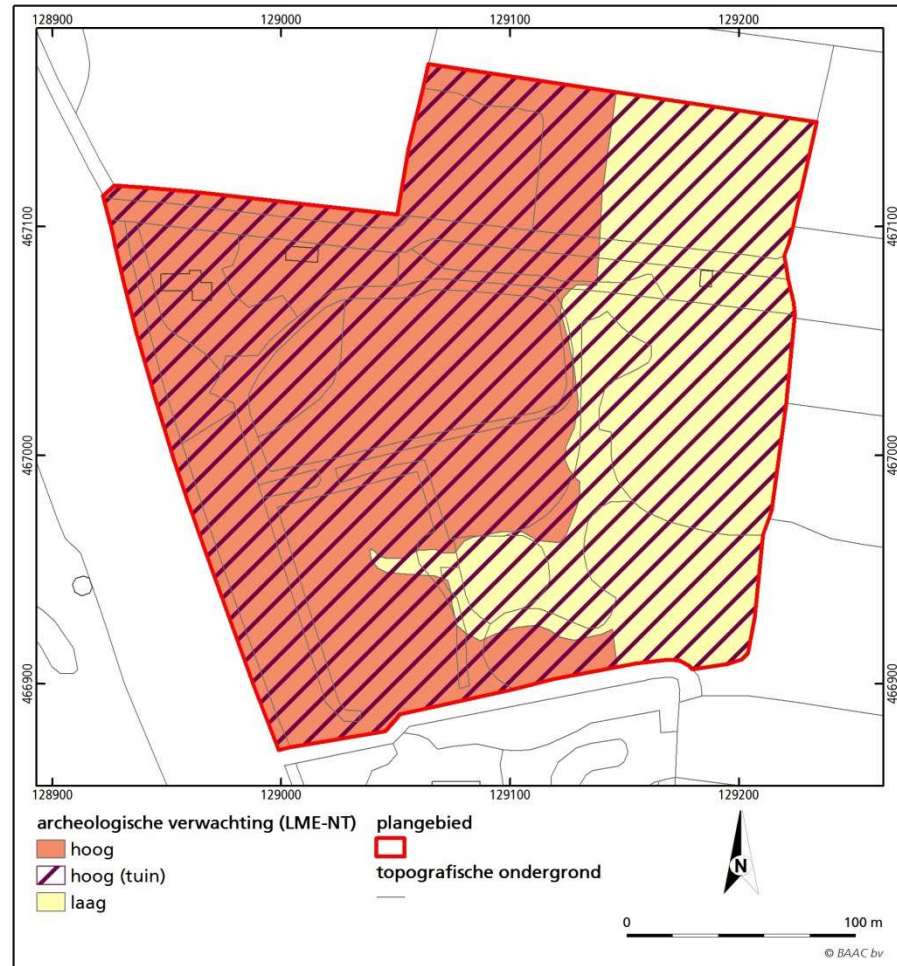 128900 129000 129100 129200
467100 467100
467000 467000
466900 466900
128900 129000 129100 129200
archeologische verwachting (LME-NT) plangebied
hoog
hoog (tuin) topografische ondergrond
laag
N
0 100 m
© BAAC bv